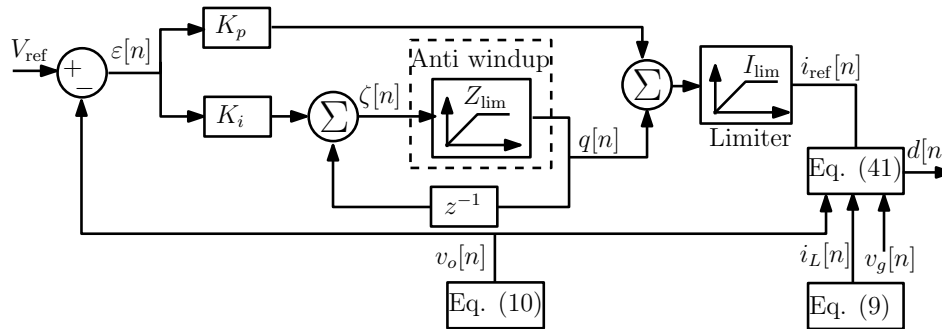 V_ref
+
−
ε[n]
K_p
K_i
Σ
ζ[n]
Anti windup
Z_lim
z⁻¹
q[n]
Σ
I_lim
Limiter
i_ref[n]
Eq. (41)
d[n
v_o[n]
i_L[n]
v_g[n]
Eq. (10)
Eq. (9)